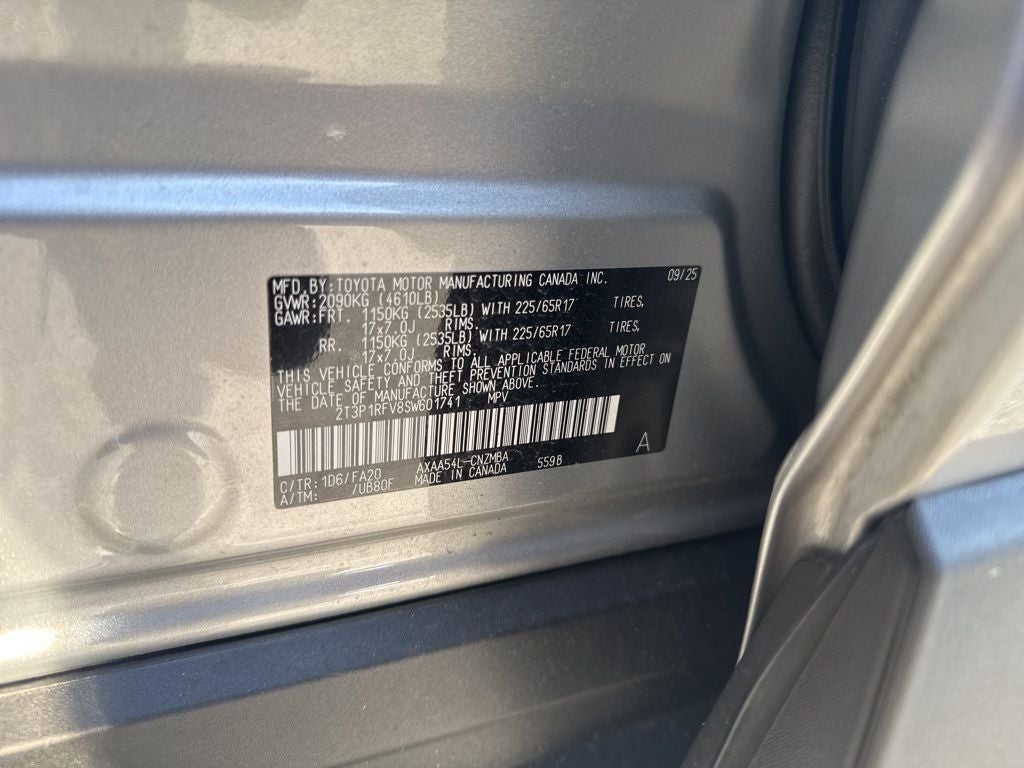 MFD. BY: TOYOTA MOTOR MANUFACTURING CANADA INC. 09/25
GVWR: 2090KG (4610LB)
GAWR: FRT. 1150KG (2535LB) WITH 225/65R17 TIRES,
17x7.0J RIMS.
RR. 1150KG (2535LB) WITH 225/65R17 TIRES,
17x7.0J RIMS.
THIS VEHICLE CONFORMS TO ALL APPLICABLE FEDERAL MOTOR
VEHICLE SAFETY AND THEFT PREVENTION STANDARDS IN EFFECT ON
THE DATE OF MANUFACTURE SHOWN ABOVE.
2T3P1RFV8SW601741 MPV
A
C/TR: 1D6/FA20 AXAA54L-CNZMBA 559B
A/TM: /UB80F MADE IN CANADA